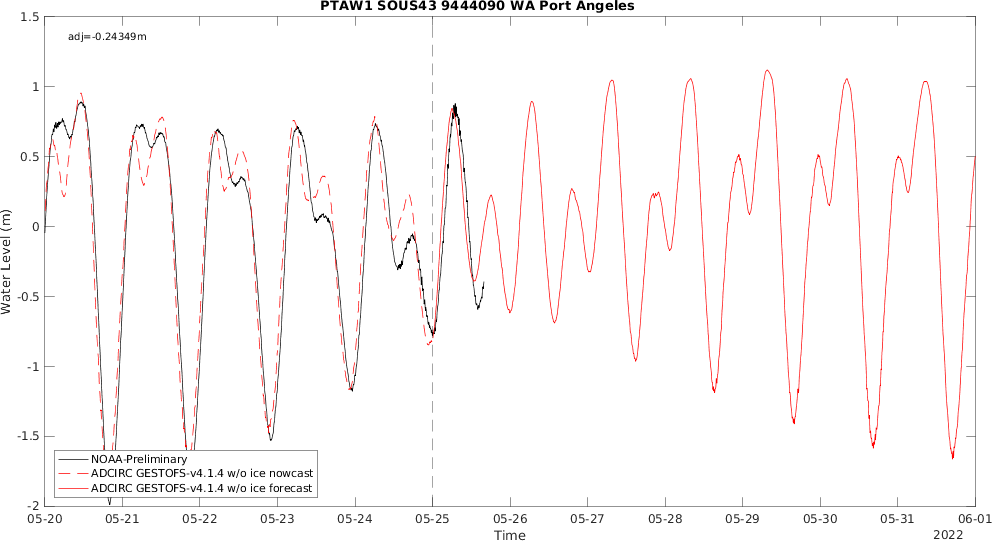 PTAW1 SOUS43 9444090 WA Port Angeles
adj=-0.24349m
1.5
1
0.5
0
-0.5
-1
-1.5
-2
Water Level (m)
NOAA-Preliminary
ADCIRC GESTOFS-v4.1.4 w/o ice nowcast
ADCIRC GESTOFS-v4.1.4 w/o ice forecast
05-20 05-21 05-22 05-23 05-24 05-25 05-26 05-27 05-28 05-29 05-30 05-31 06-01
Time
2022